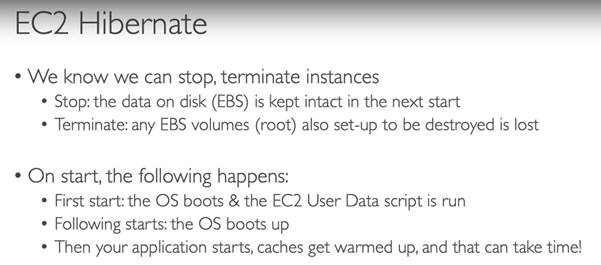 EC2 Hibernate
• We know we can stop, terminate instances
• Stop: the data on disk (EBS) is kept intact in the next start
• Terminate: any EBS volumes (root) also set-up to be destroyed is lost
• On start, the following happens:
• First start: the OS boots & the EC2 User Data script is run
• Following starts: the OS boots up
• Then your application starts, caches get warmed up, and that can take time!